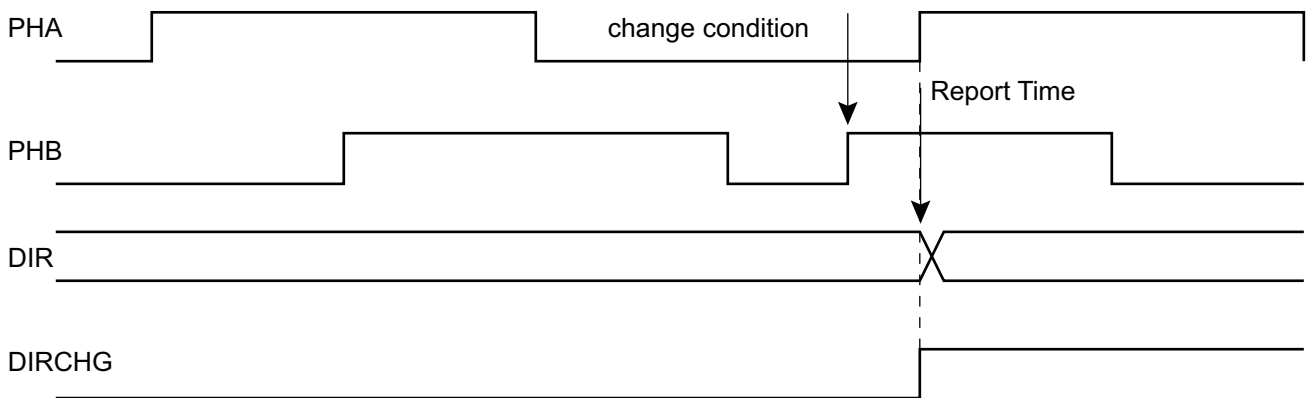 PHA
change condition
Report Time
PHB
DIR
DIRCHG